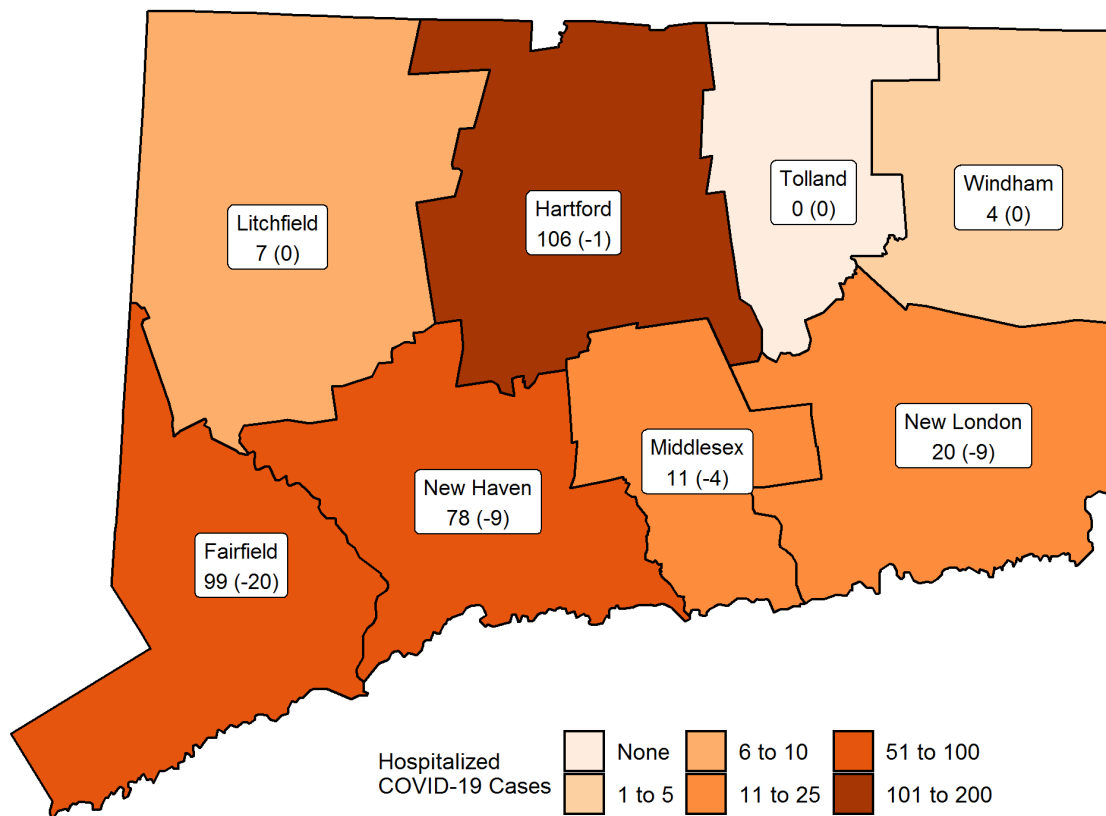 Tolland
0 (0)
Windham
4 (0)
Hartford
106 (-1)
Litchfield
7 (0)
New London
20 (-9)
Middlesex
11 (-4)
New Haven
78 (-9)
Fairfield
99 (-20)
Hospitalized
COVID-19 Cases
None
6 to 10
51 to 100
1 to 5
11 to 25
101 to 200